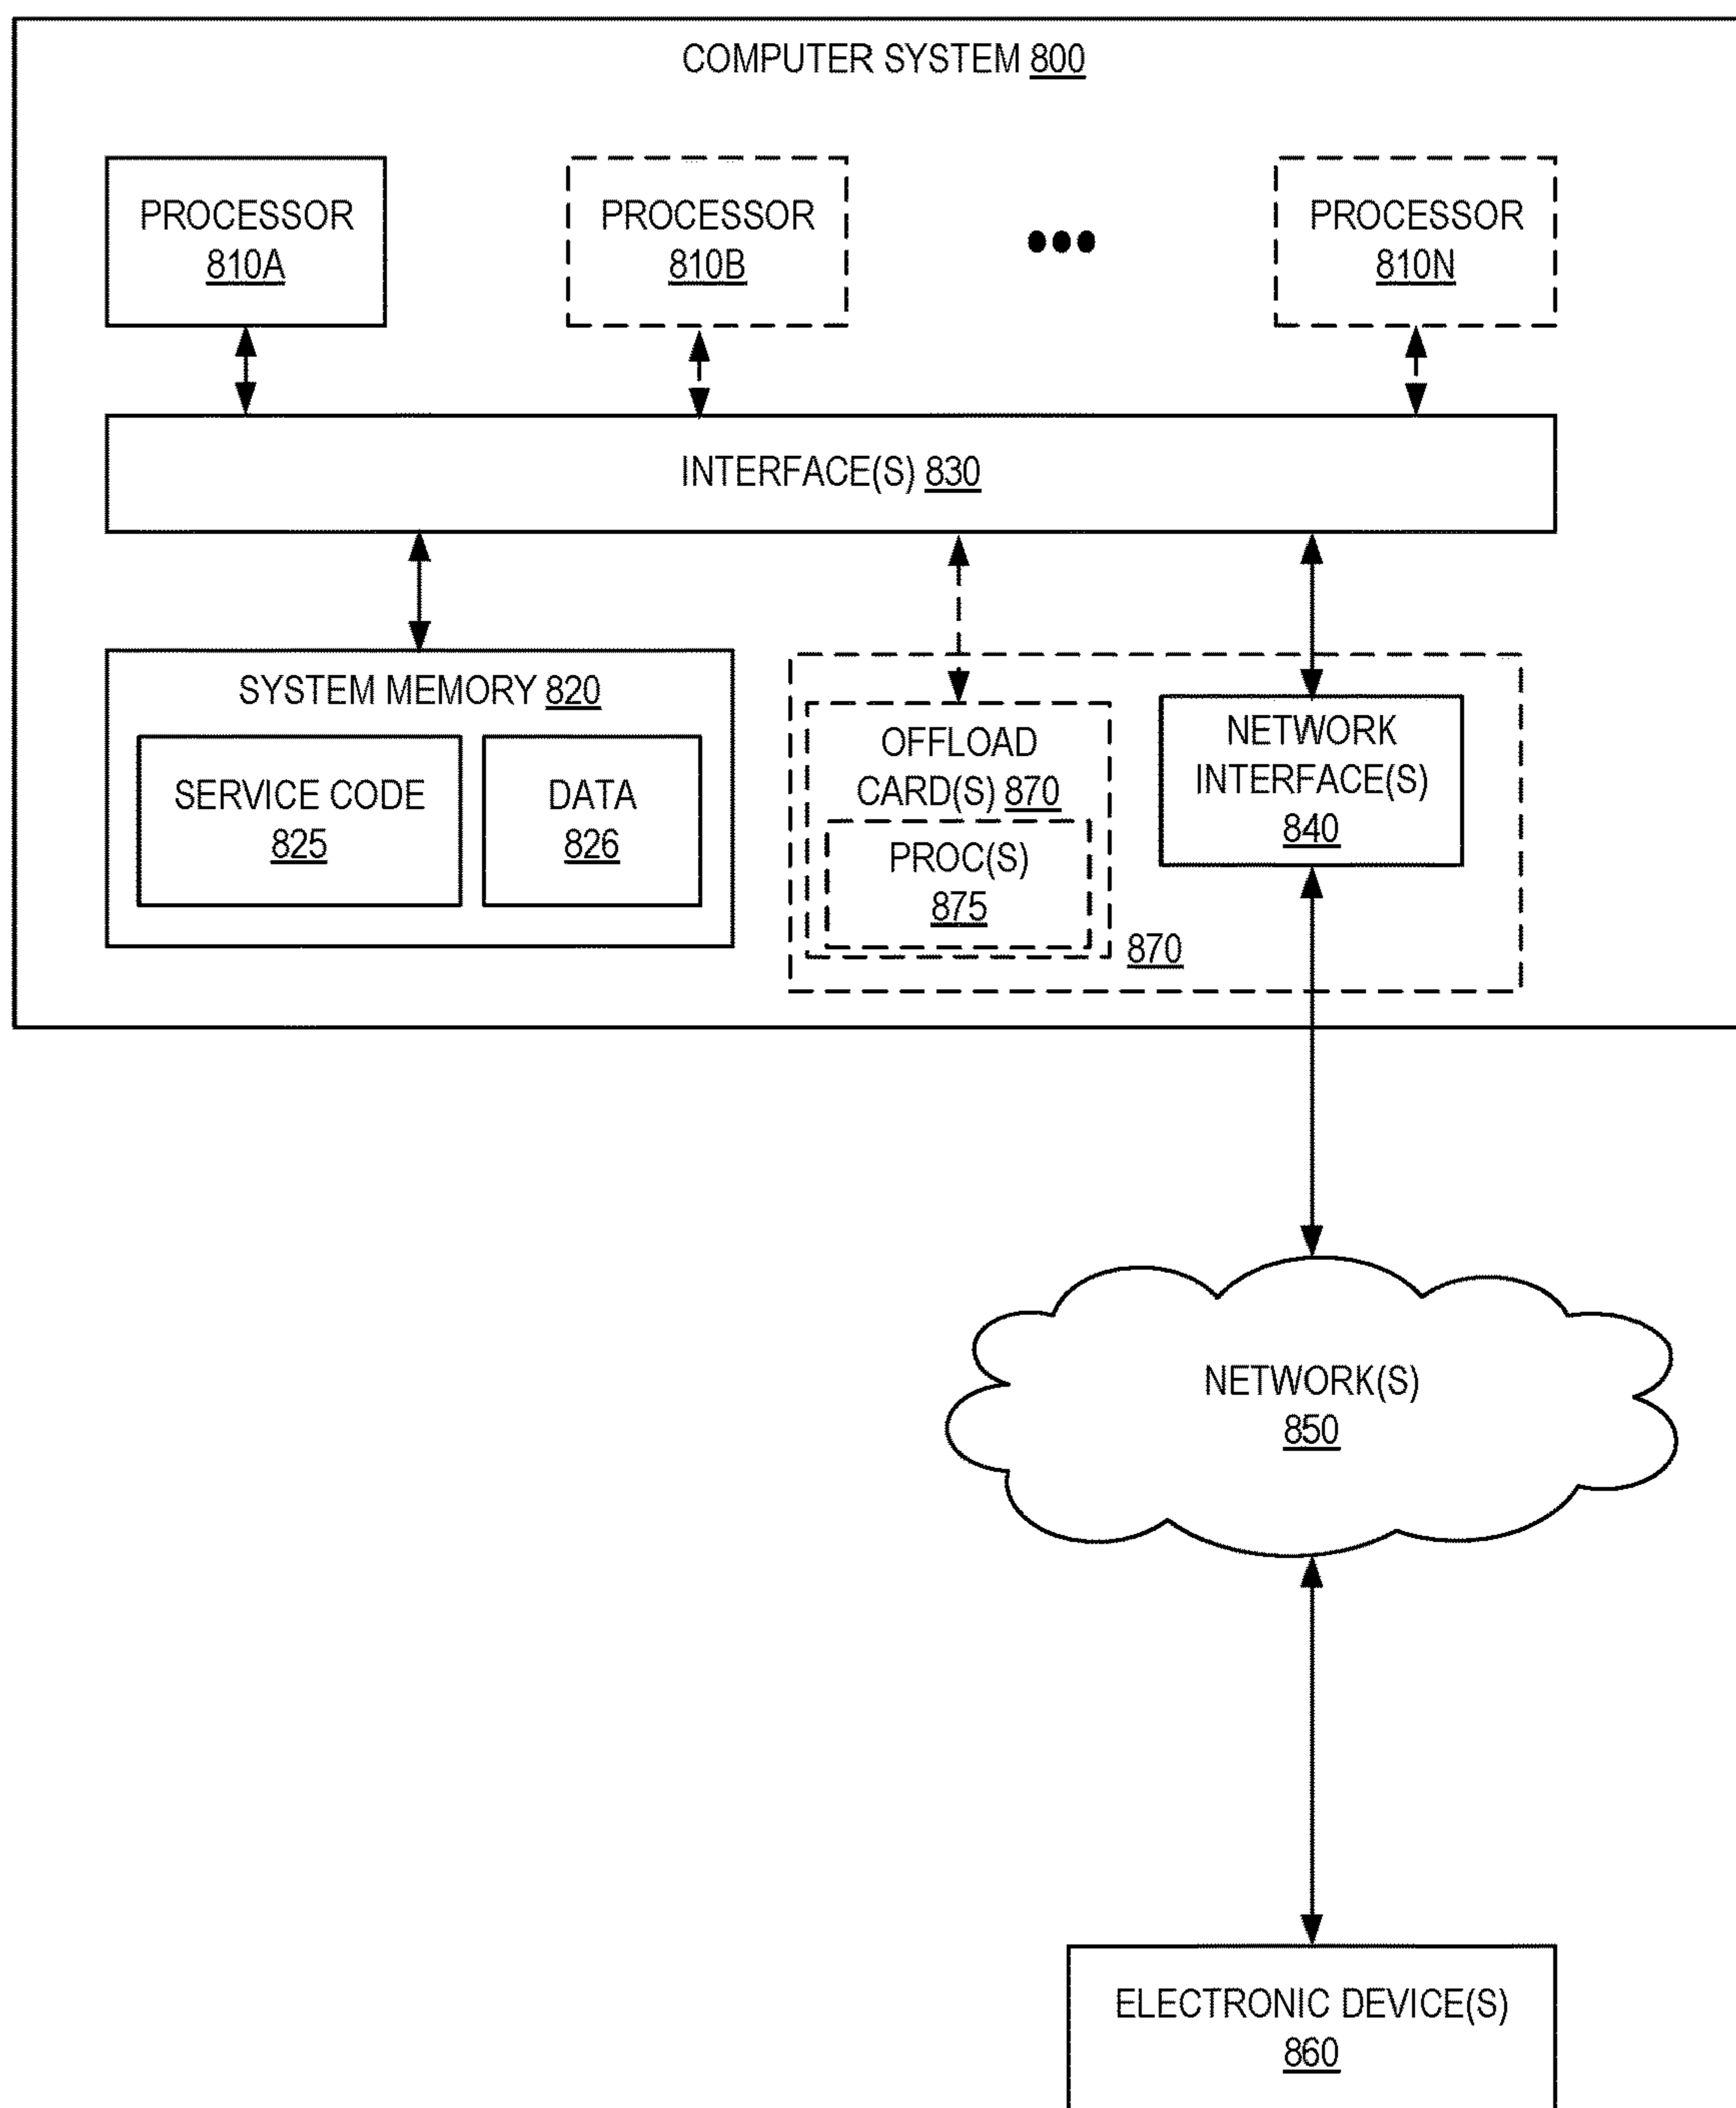 COMPUTER SYSTEM 800
PROCESSOR
810A
PROCESSOR
810B
PROCESSOR
810N
INTERFACE(S) 830
SYSTEM MEMORY 820
SERVICE CODE
825
DATA
826
OFFLOAD
CARD(S) 870
PROC(S)
875
870
NETWORK
INTERFACE(S)
840
NETWORK(S)
850
ELECTRONIC DEVICE(S)
860